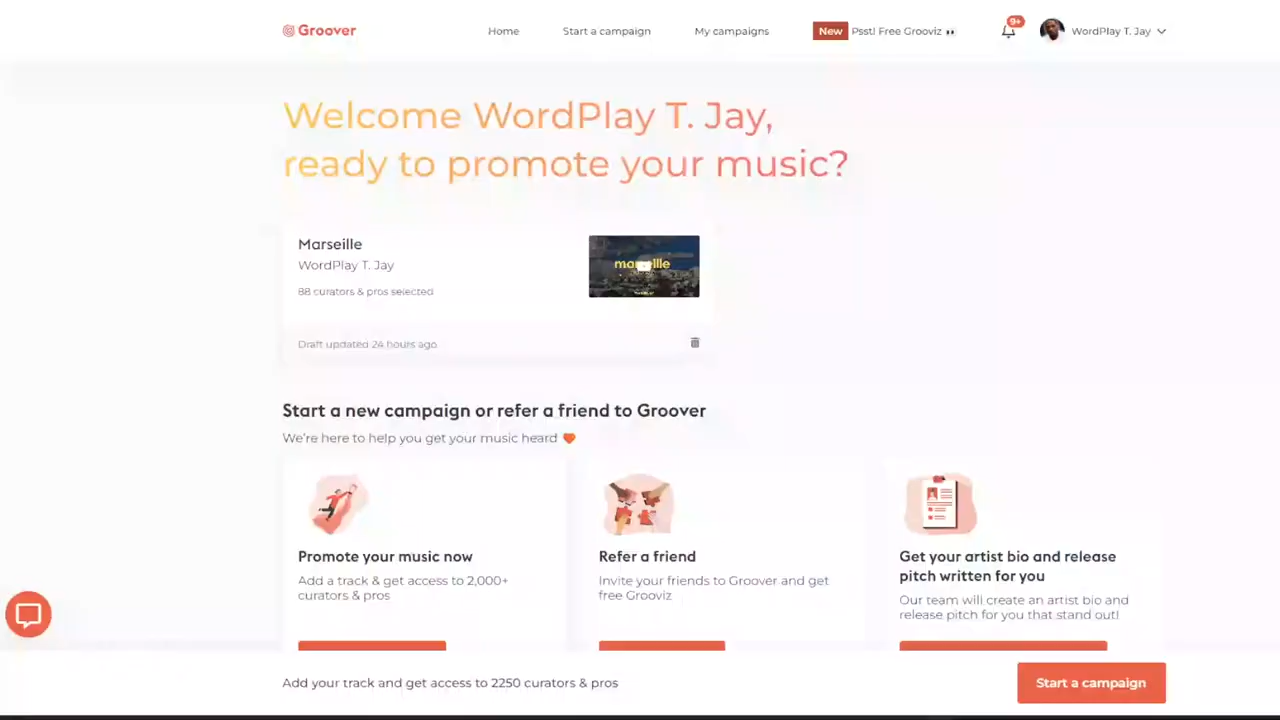 Groover
Home
Start a campaign
My campaigns
New Psst! Free Grooviz
9+
WordPlay T. Jay
Welcome WordPlay T. Jay,
ready to promote your music?
Marseille
WordPlay T. Jay
88 curators & pros selected
Draft updated 24 hours ago
Start a new campaign or refer a friend to Groover
We're here to help you get your music heard
Promote your music now
Add a track & get access to 2,000+
curators & pros
Refer a friend
Invite your friends to Groover and get
free Grooviz
Get your artist bio and release
pitch written for you
Our team will create an artist bio and
release pitch for you that stand out!
Add your track and get access to 2250 curators & pros
Start a campaign